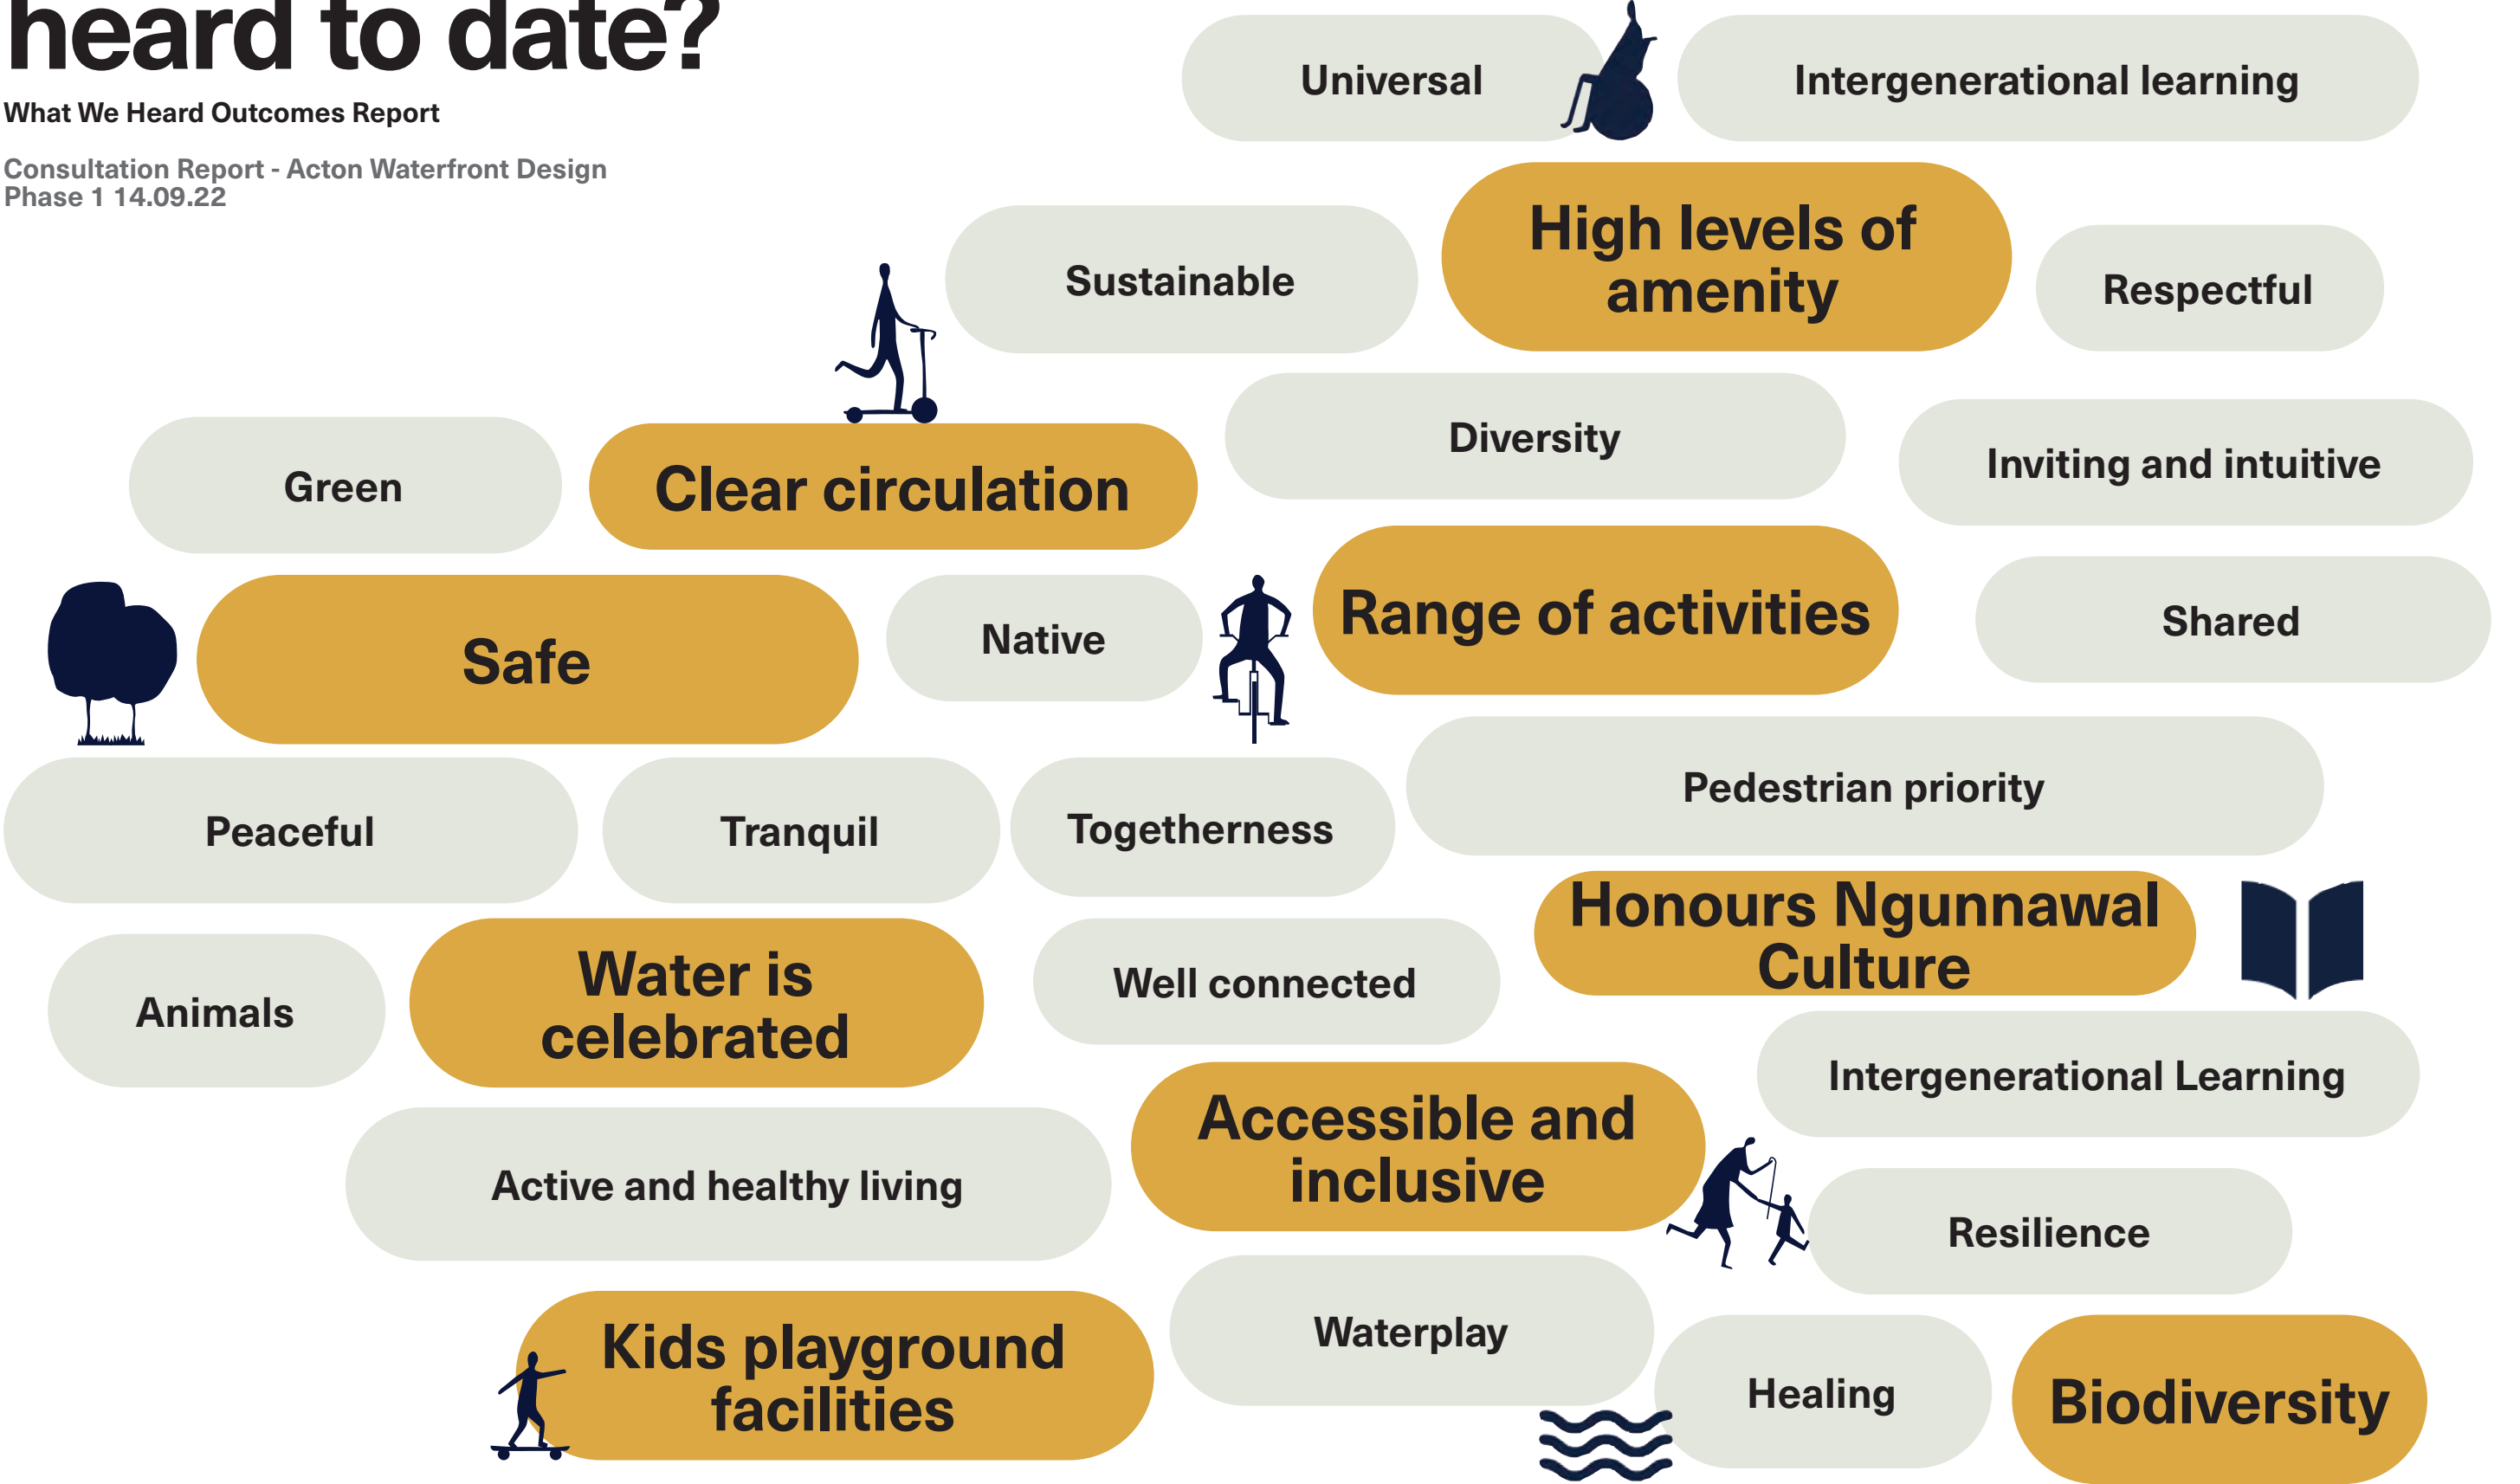 heard to date?
What We Heard Outcomes Report
Consultation Report - Acton Waterfront Design
Phase 1 14.09.22
Universal
Intergenerational learning
High levels of
amenity
Sustainable
Respectful
Diversity
Inviting and intuitive
Green
Clear circulation
Range of activities
Shared
Safe
Native
Pedestrian priority
Peaceful
Tranquil
Togetherness
Honours Ngunnawal
Culture
Animals
Water is
celebrated
Well connected
Intergenerational Learning
Accessible and
inclusive
Active and healthy living
Resilience
Kids playground
facilities
Waterplay
Healing
Biodiversity